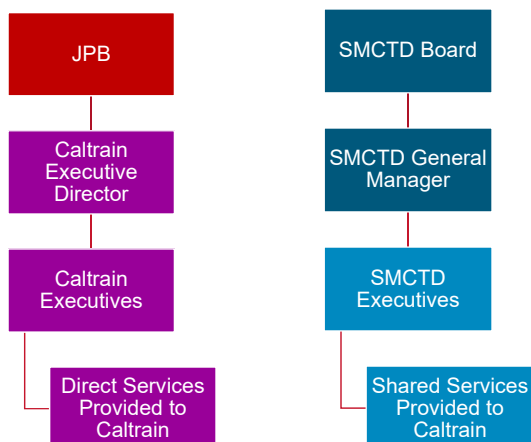 JPB
Caltrain
Executive
Director
Caltrain
Executives
Direct Services
Provided to
Caltrain
SMCTD Board
SMCTD General
Manager
SMCTD
Executives
Shared Services
Provided to
Caltrain